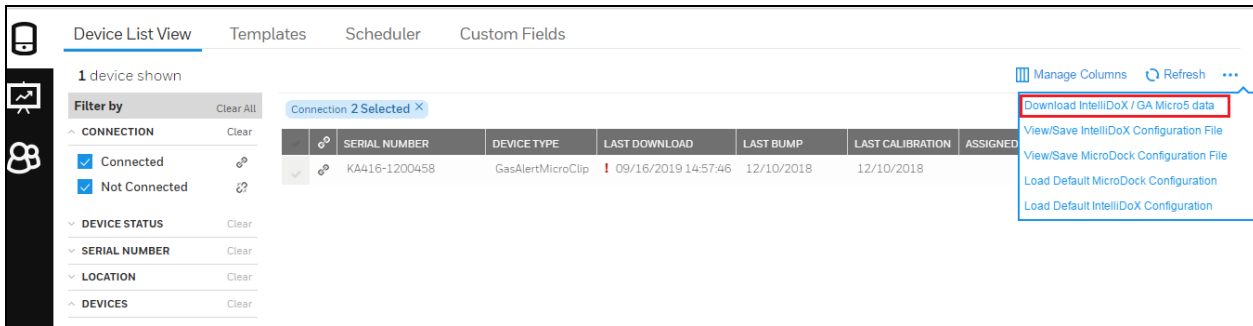 Device List View Templates Scheduler Custom Fields
1 device shown
Manage Columns Refresh •••
Filter by Clear All
Connection 2 Selected ×
Download IntelliDoX / GA Micro5 data
View/Save IntelliDoX Configuration File
View/Save MicroDock Configuration File
Load Default MicroDock Configuration
Load Default IntelliDoX Configuration
CONNECTION Clear
Connected
Not Connected
DEVICE STATUS Clear
SERIAL NUMBER Clear
LOCATION Clear
DEVICES Clear
SERIAL NUMBER DEVICE TYPE LAST DOWNLOAD LAST BUMP LAST CALIBRATION ASSIGNED
KA416-1200458 GasAlertMicroClip ! 09/16/2019 14:57:46 12/10/2018 12/10/2018